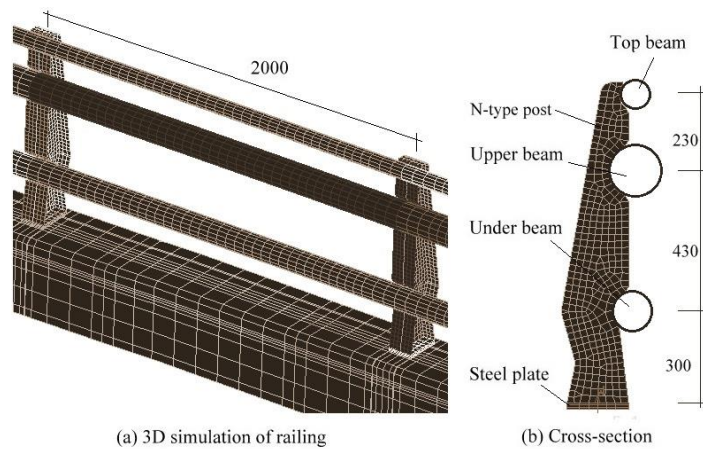 2000
Top beam
N-type post
230
Upper beam
Under beam
430
300
Steel plate
(a) 3D simulation of railing
(b) Cross-section